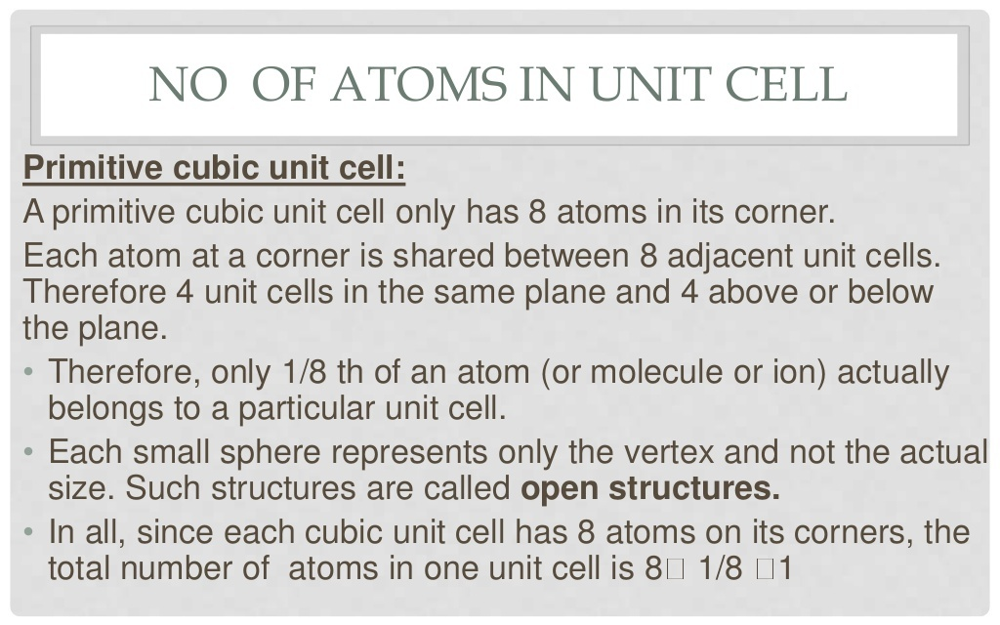 NO OF ATOMS IN UNIT CELL
Primitive cubic unit cell:
A primitive cubic unit cell only has 8 atoms in its corner.
Each atom at a corner is shared between 8 adjacent unit cells.
Therefore 4 unit cells in the same plane and 4 above or below
the plane.
• Therefore, only 1/8 th of an atom (or molecule or ion) actually
belongs to a particular unit cell.
• Each small sphere represents only the vertex and not the actual
size. Such structures are called open structures.
• In all, since each cubic unit cell has 8 atoms on its corners, the
total number of atoms in one unit cell is 8□ 1/8 □1